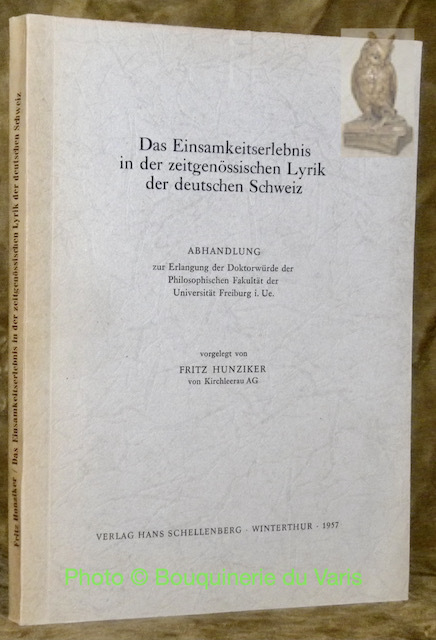 Das Einsamkeitserlebnis
in der zeitgenössischen Lyrik
der deutschen Schweiz
ABHANDLUNG
zur Erlangung der Doktorwürde der
Philosophischen Fakultät der
Universität Freiburg i. Ue.
vorgelegt von
FRITZ HUNZIKER
von Kirchleerau AG
VERLAG HANS SCHELLENBERG · WINTERTHUR · 1957
Fritz Hunziker / Das Einsamkeitserlebnis in der zeitgenössischen Lyrik der deutschen Schweiz
Photo © Bouquinerie du Varis